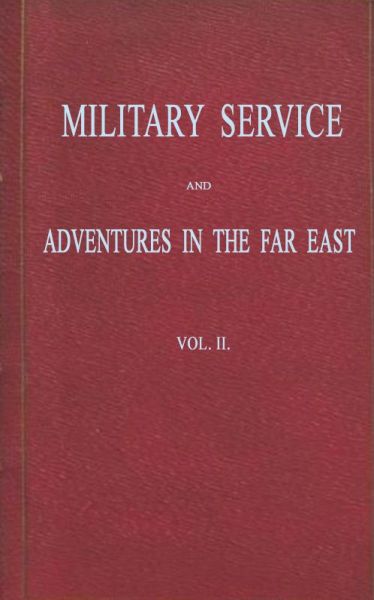 MILITARY SERVICE
AND
ADVENTURES IN THE FAR EAST
VOL. II.